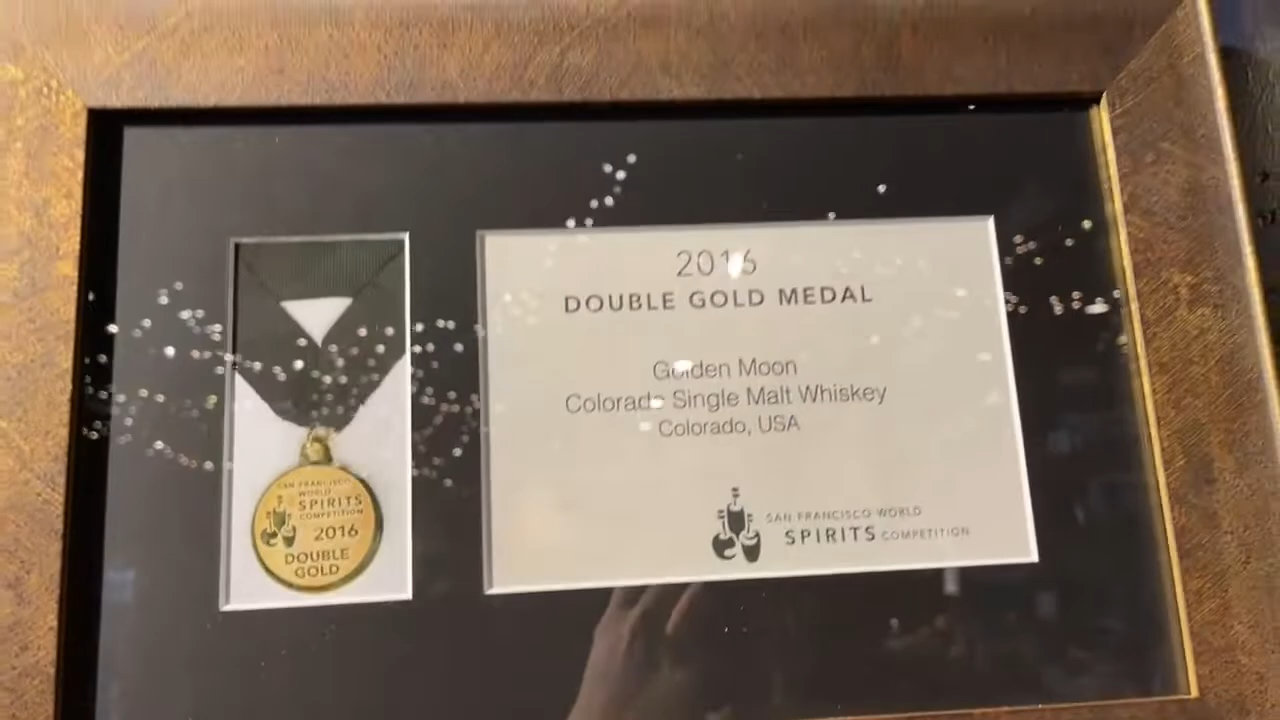 SAN FRANCISCO
WORLD
SPIRITS
COMPETITION
2016
DOUBLE
GOLD
2016
DOUBLE GOLD MEDAL
Golden Moon
Colorado Single Malt Whiskey
Colorado, USA
SAN FRANCISCO WORLD
SPIRITS COMPETITION